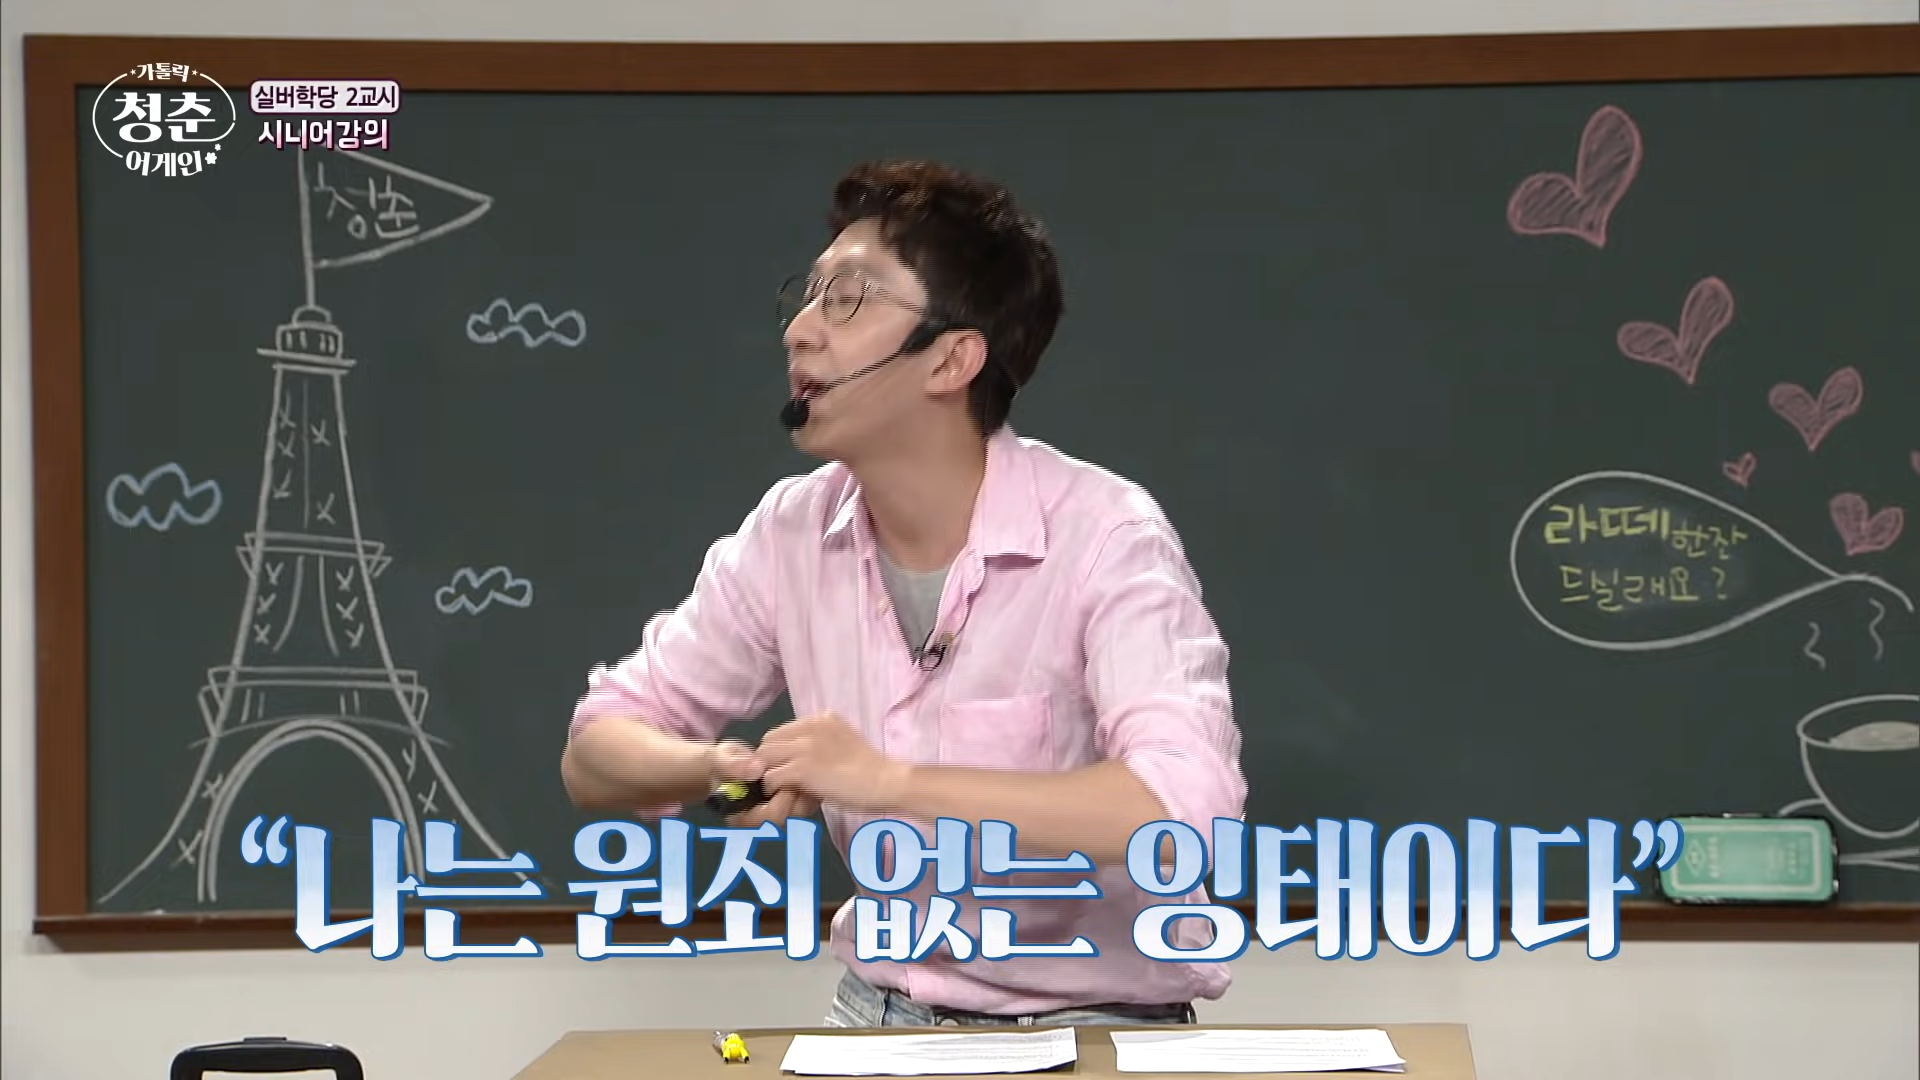 가톨릭
청춘
어게인
실버학당 2교시
시니어강의
청춘
라떼한잔
드실래요?
“나는 원죄 없는 잉태이다”